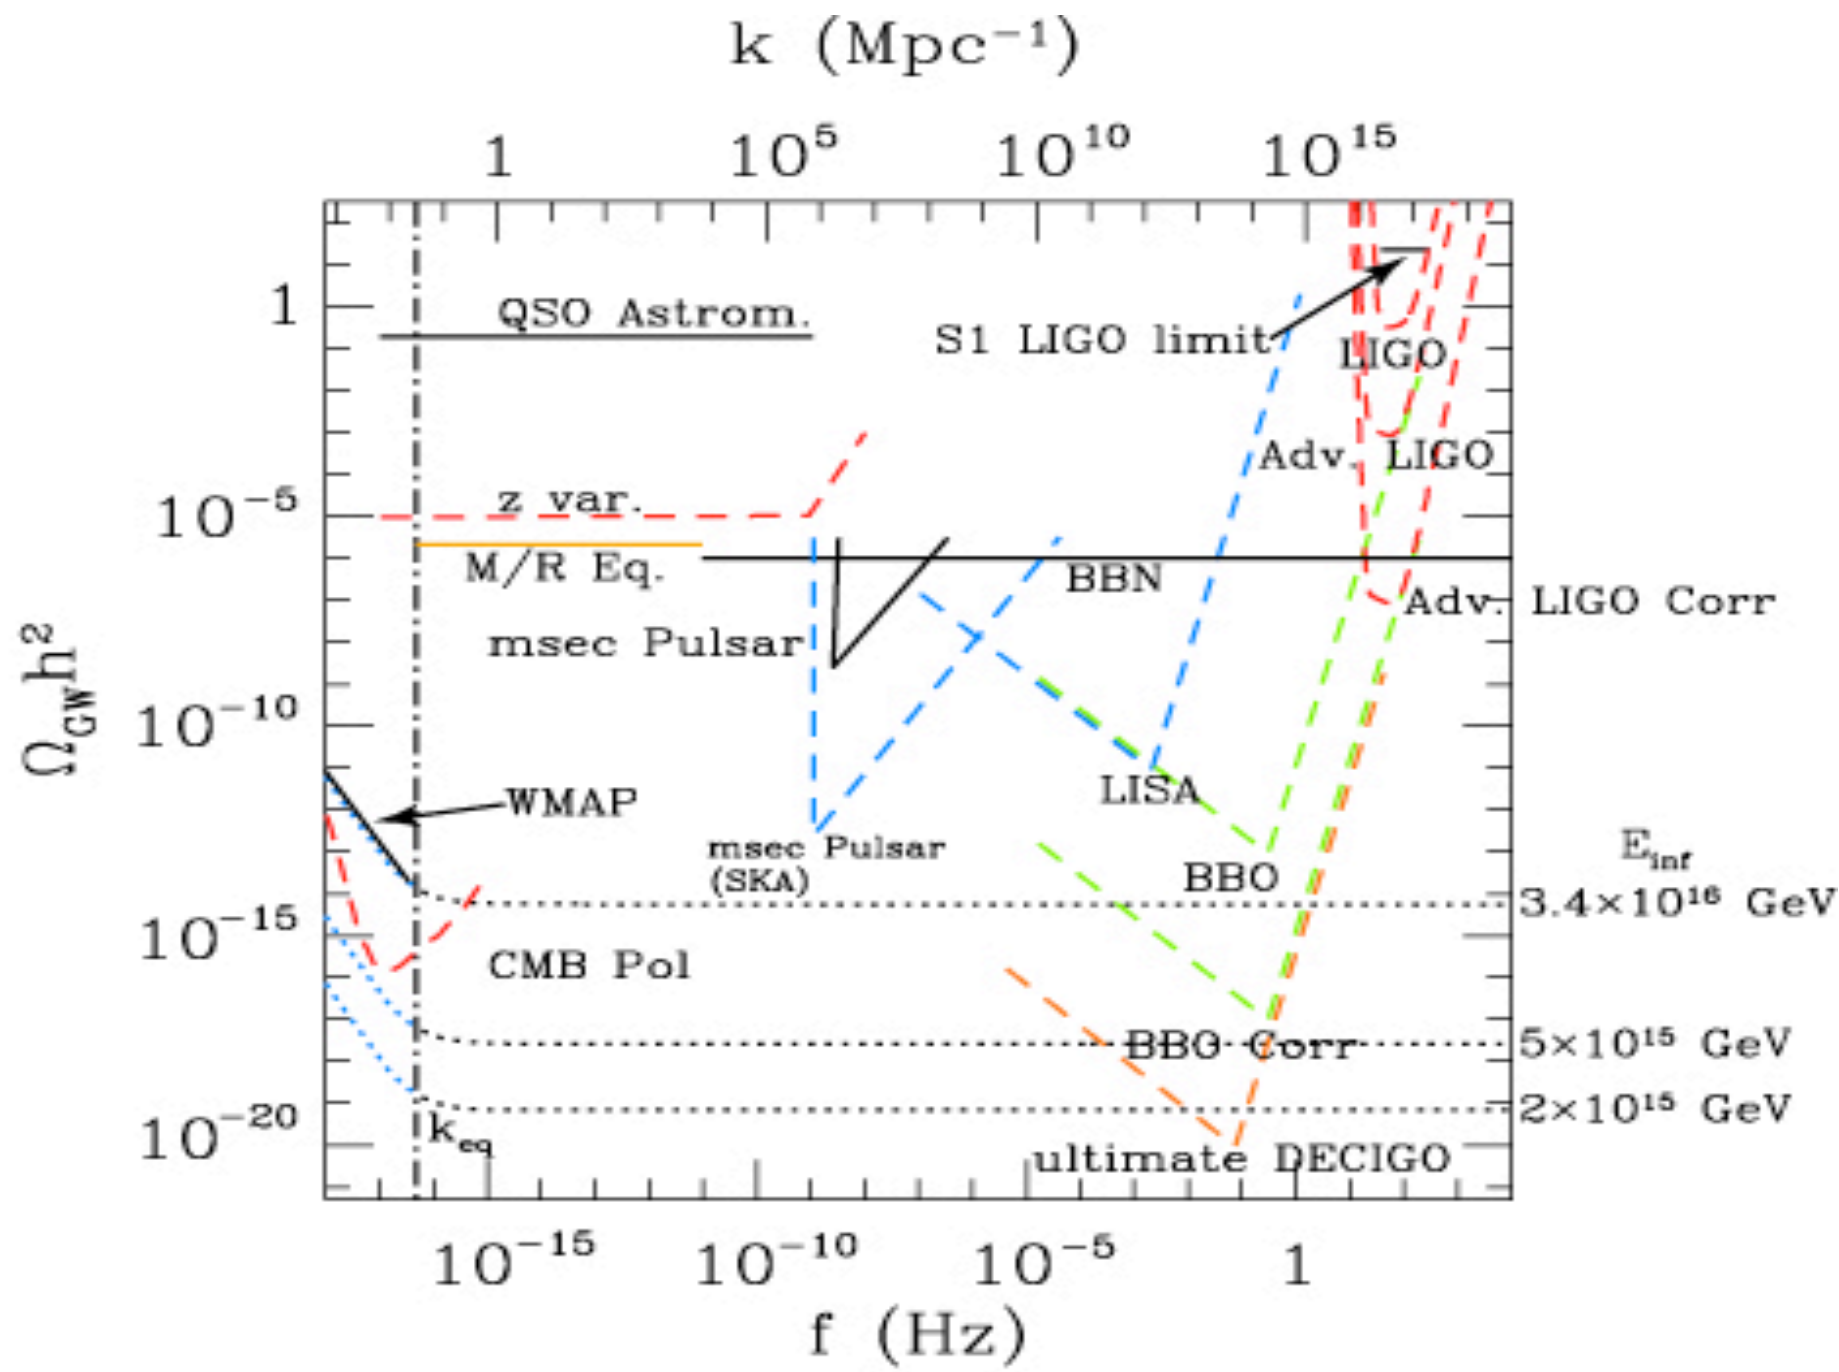 k (Mpc⁻¹)
1 10⁵ 10¹⁰ 10¹⁵
Ω_GW h²
1
10⁻⁵
10⁻¹⁰
10⁻¹⁵
10⁻²⁰
QSO Astrom.
S1 LIGO limit
LIGO
Adv. LIGO
z var.
M/R Eq.
BBN
Adv. LIGO Corr
msec Pulsar
LISA
WMAP
msec Pulsar
(SKA)
BBO
E_inf
3.4×10¹⁶ GeV
CMB Pol
BBO Corr
5×10¹⁵ GeV
2×10¹⁵ GeV
k_eq
ultimate DECIGO
10⁻¹⁵ 10⁻¹⁰ 10⁻⁵ 1
f (Hz)